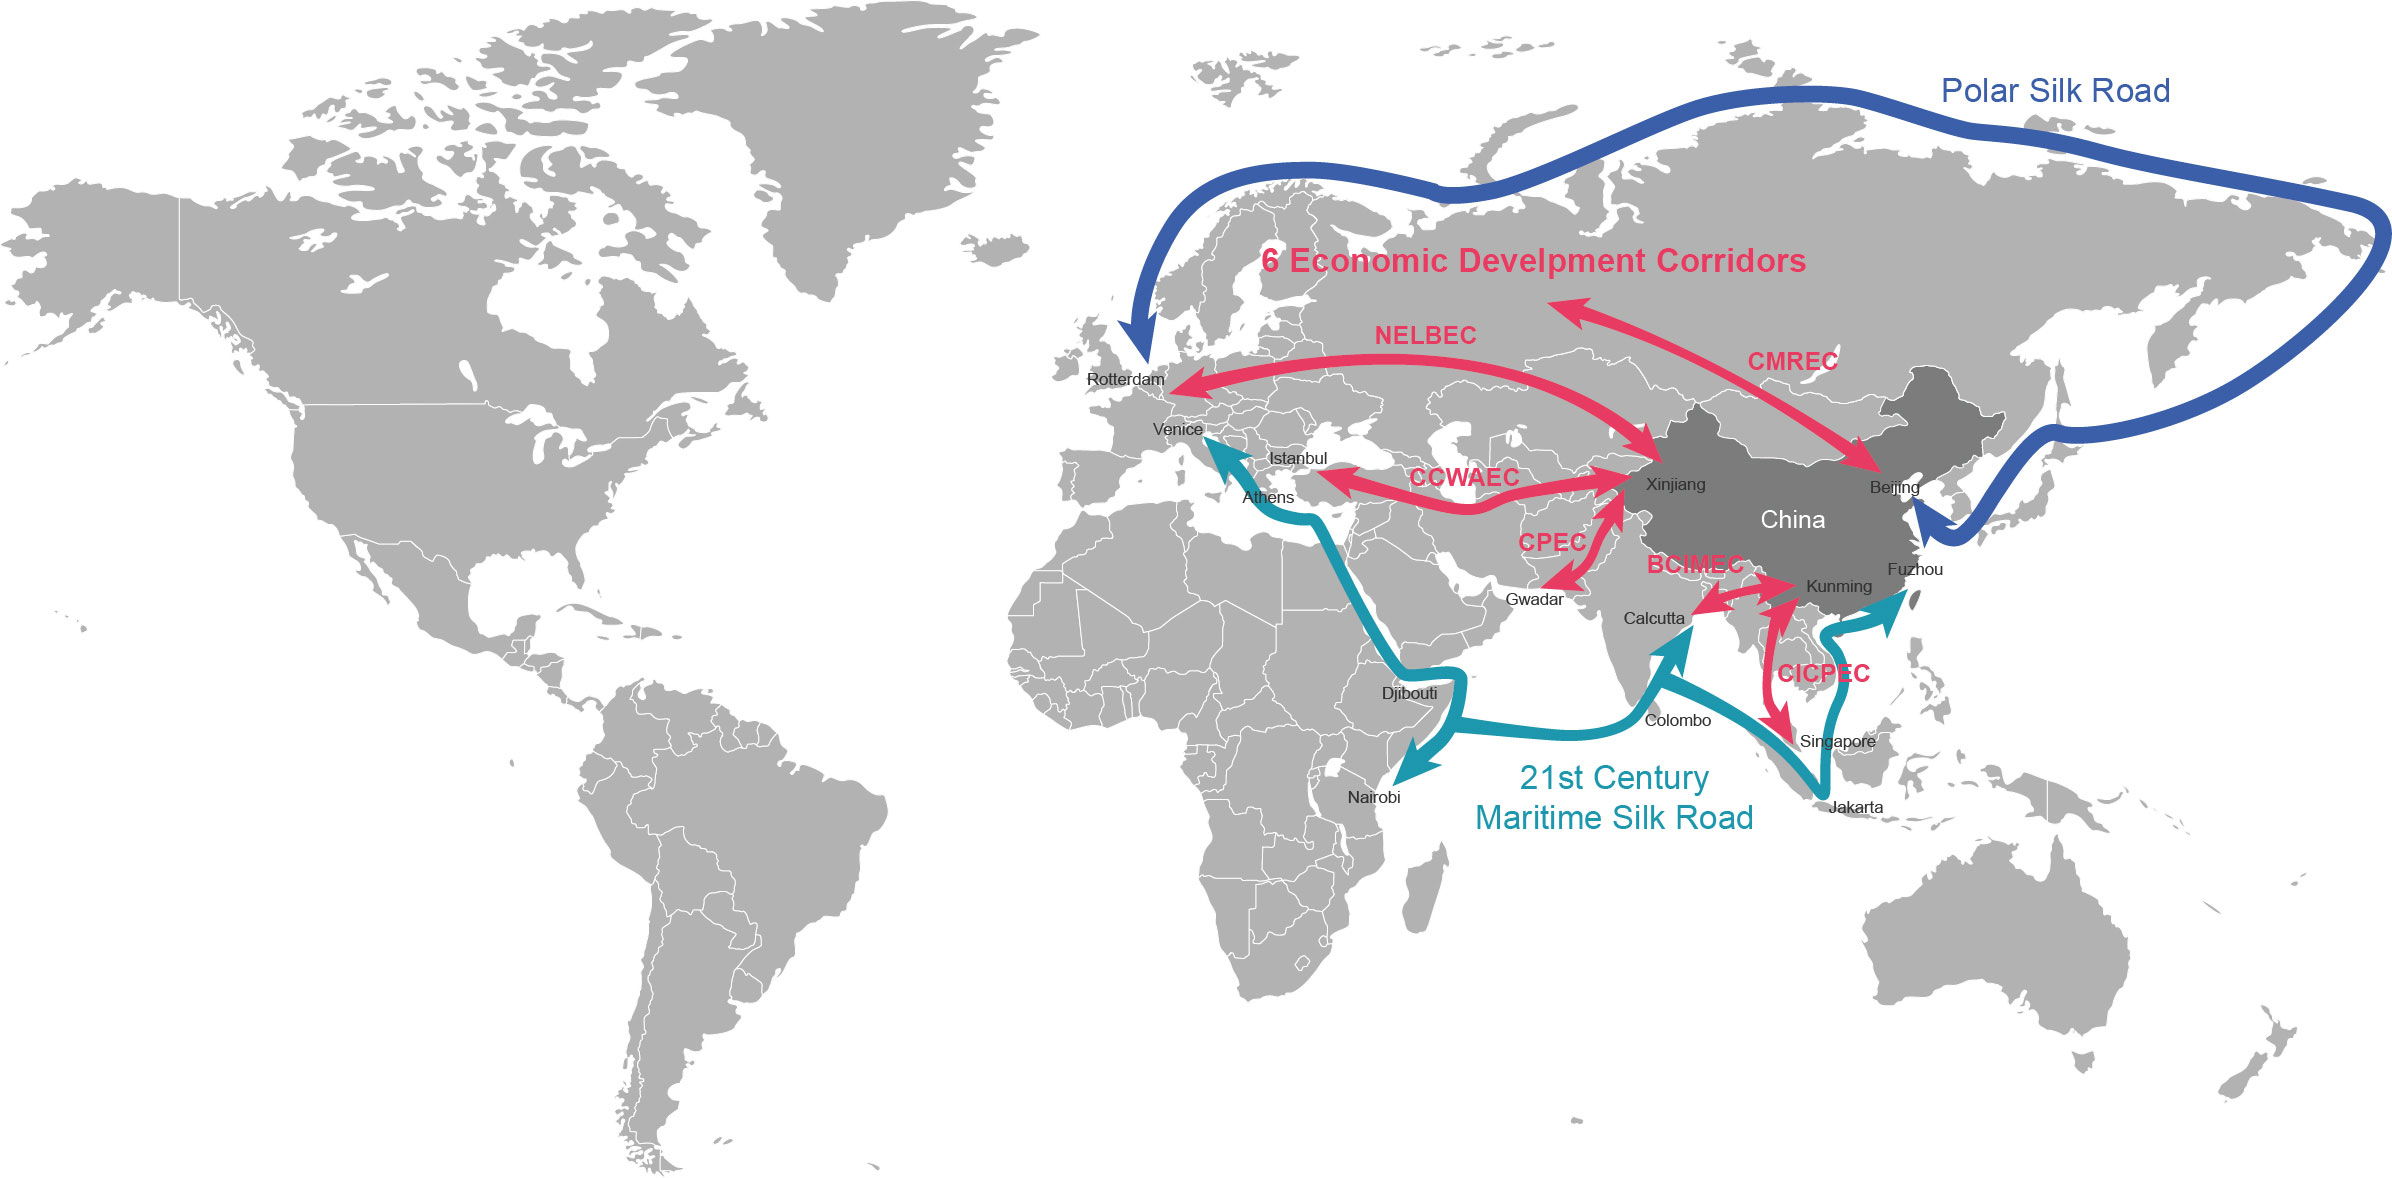 Polar Silk Road
6 Economic Develpment Corridors
NELBEC
CMREC
Rotterdam
Venice
Istanbul
CCWAEC
Xinjiang
Beijing
Athens
China
CPEC
BCIMEC
Fuzhou
Gwadar
Kunming
Calcutta
CICPEC
Djibouti
Colombo
Singapore
21st Century
Maritime Silk Road
Nairobi
Jakarta